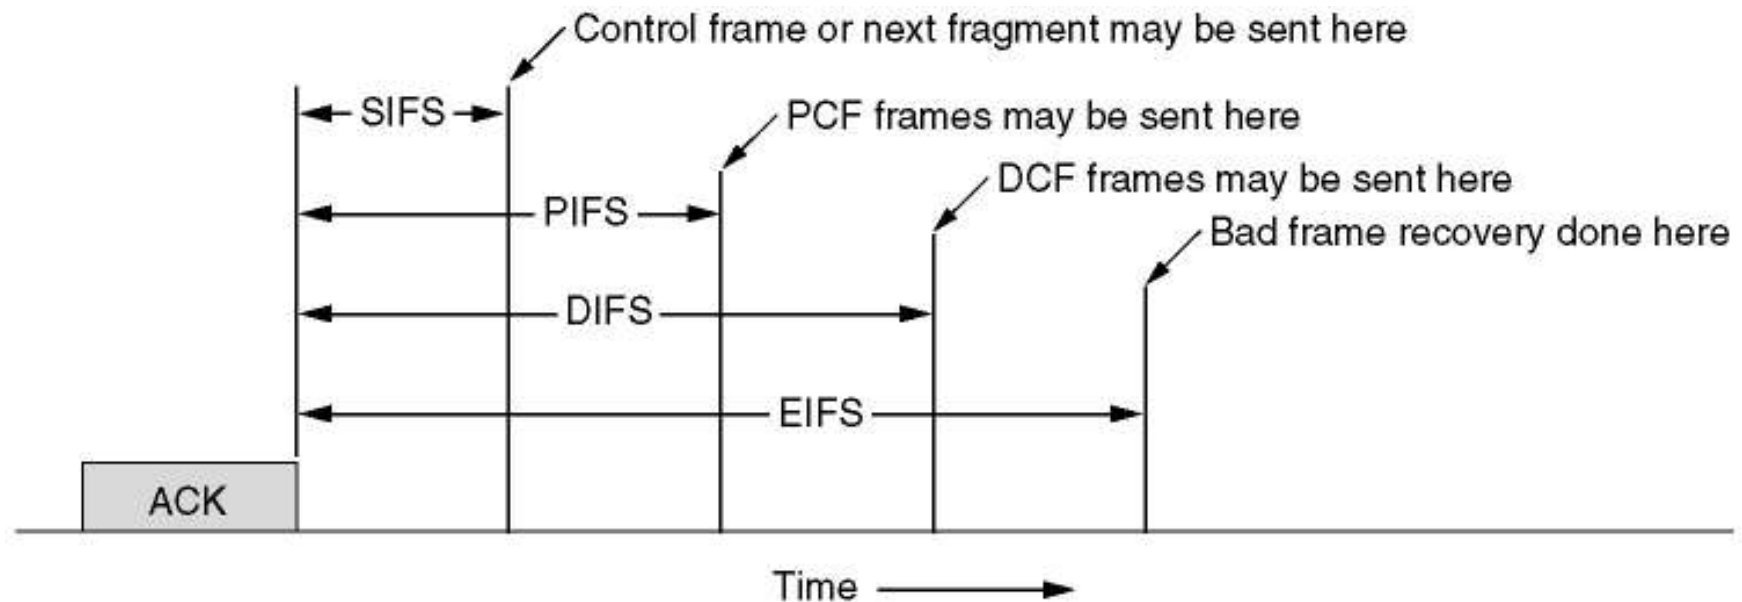 Control frame or next fragment may be sent here
SIFS
PCF frames may be sent here
DCF frames may be sent here
PIFS
Bad frame recovery done here
DIFS
EIFS
ACK
Time